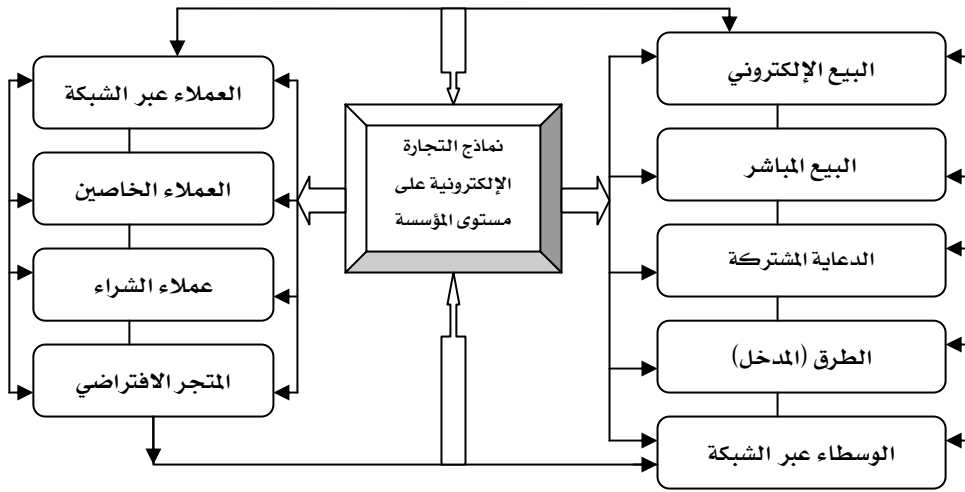 البيع الإلكتروني
البيع المباشر
الدعاية المشتركة
الطرق (المدخل)
الوسطاء عبر الشبكة
نماذج التجارة
الإلكترونية على
مستوى المؤسسة
العملاء عبر الشبكة
العملاء الخاصين
عملاء الشراء
المتجر الافتراضي